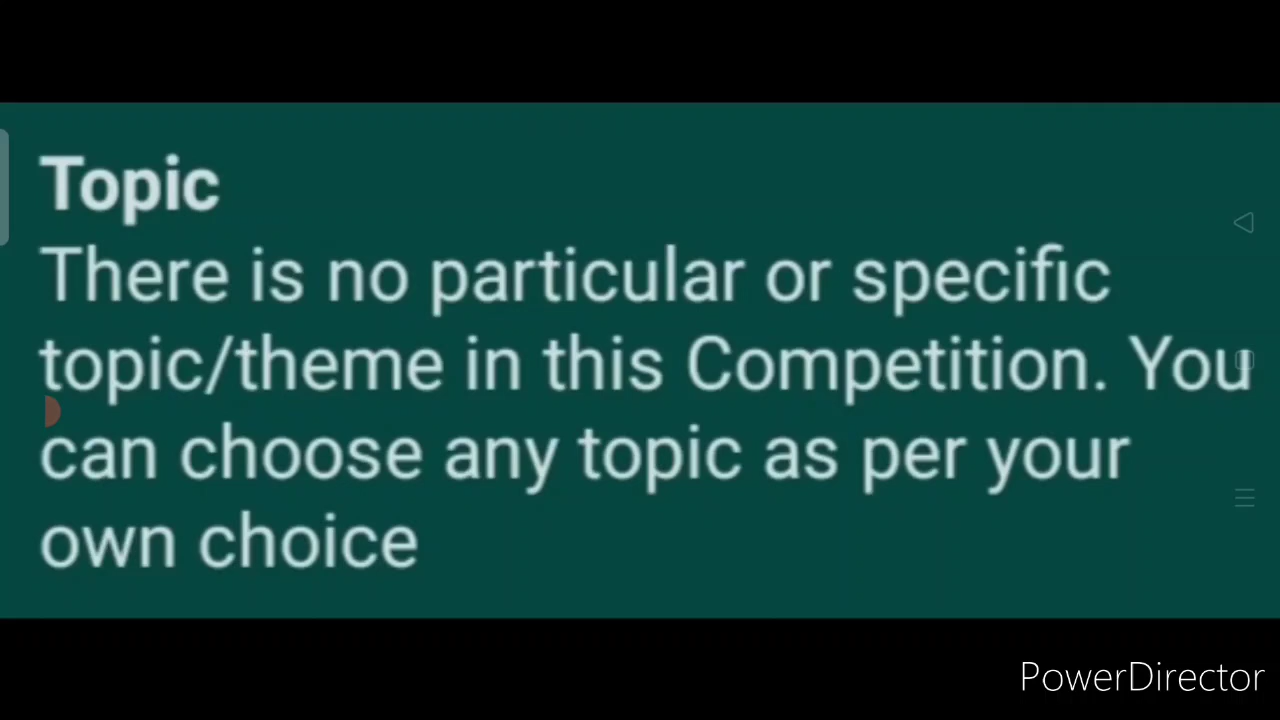 Topic
There is no particular or specific
topic/theme in this Competition. You
can choose any topic as per your
own choice
PowerDirector